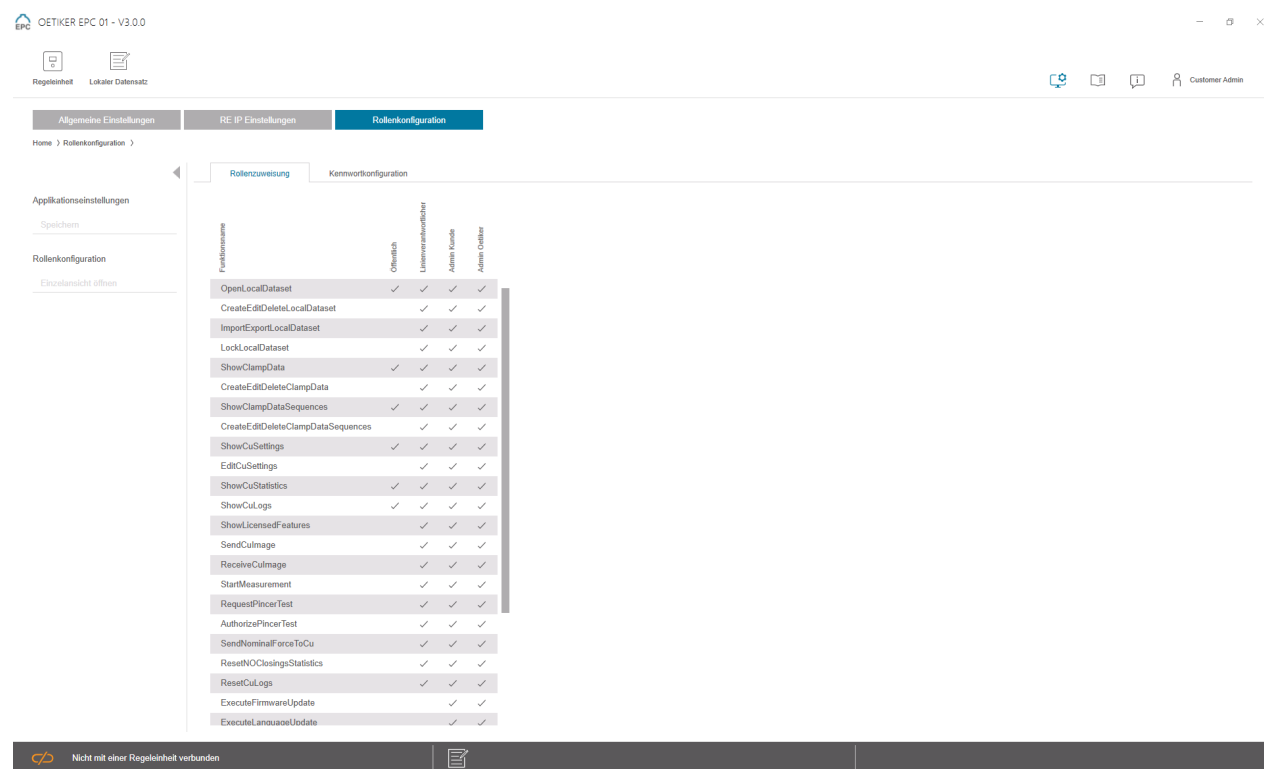 EPC OETIKER EPC 01 - V3.0.0
Regeleinheit Lokaler Datensatz
Customer Admin
Allgemeine Einstellungen RE IP Einstellungen Rollenkonfiguration
Home > Rollenkonfiguration >
Rollenzuweisung Kennwortkonfiguration
Applikationseinstellungen
Speichern
Rollenkonfiguration
Einzelansicht öffnen
Funktionsname Öffentlich Linienverantwortlicher Admin Kunde Admin Oetiker
OpenLocalDataset
CreateEditDeleteLocalDataset
ImportExportLocalDataset
LockLocalDataset
ShowClampData
CreateEditDeleteClampData
ShowClampDataSequences
CreateEditDeleteClampDataSequences
ShowCuSettings
EditCuSettings
ShowCuStatistics
ShowCuLogs
ShowLicensedFeatures
SendCuImage
ReceiveCuImage
StartMeasurement
RequestPincerTest
AuthorizePincerTest
SendNominalForceToCu
ResetNOClosingsStatistics
ResetCuLogs
ExecuteFirmwareUpdate
ExecuteLanguageUpdate
Nicht mit einer Regeleinheit verbunden